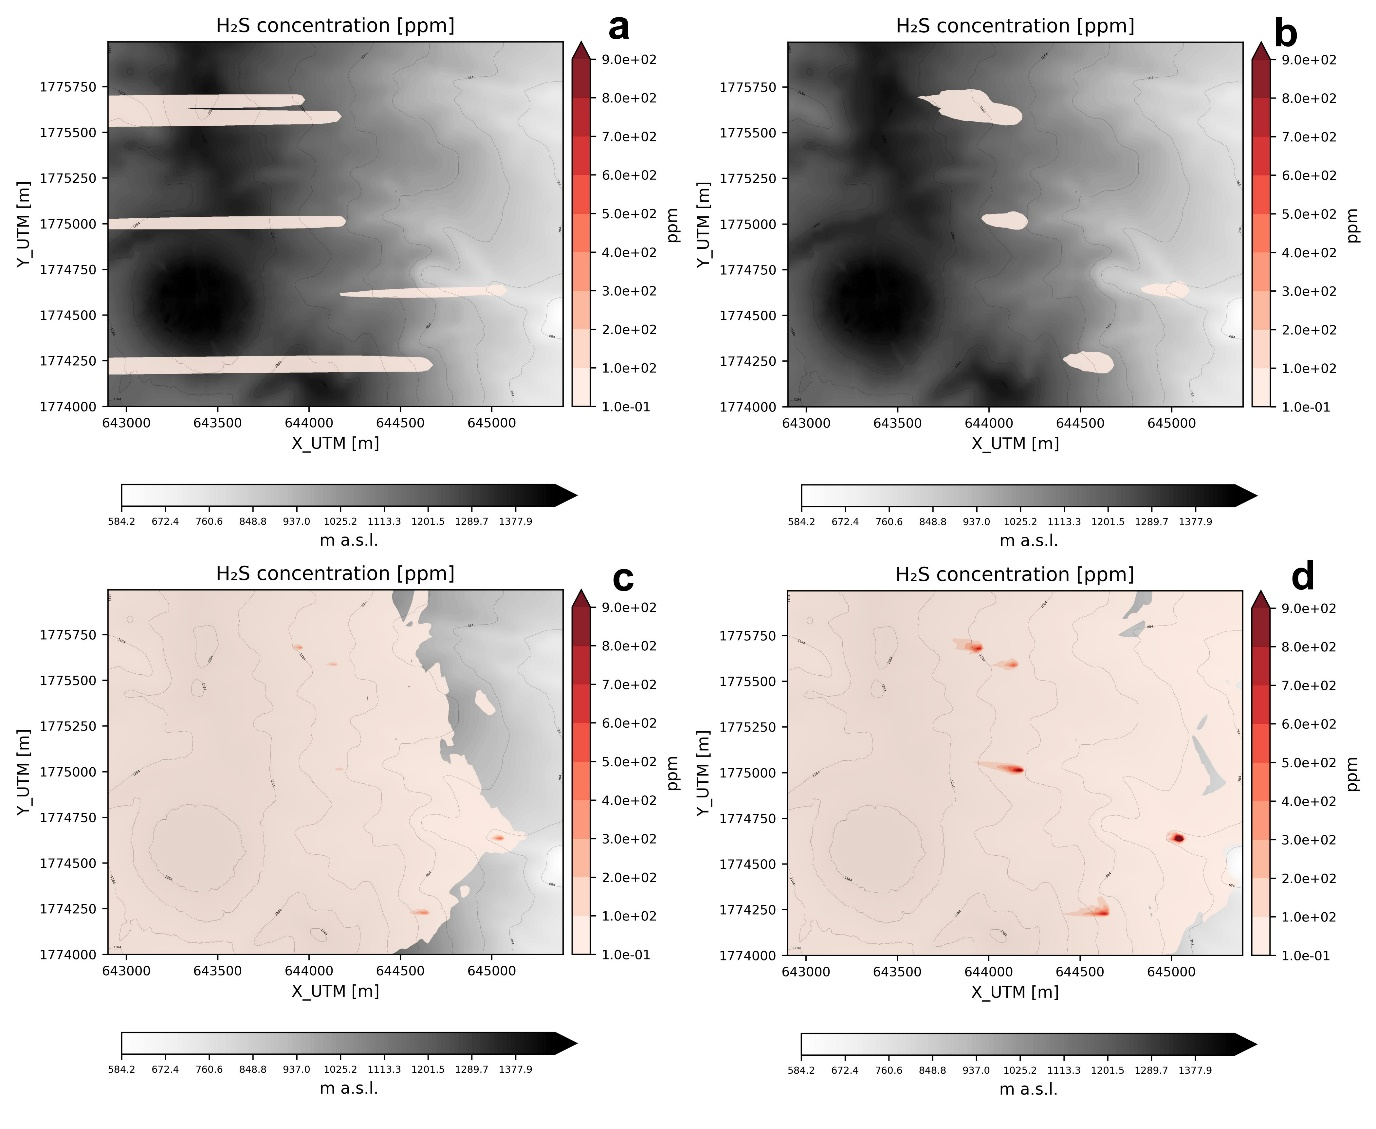 H₂S concentration [ppm]
a
1775750
1775500
1775250
1775000
1774750
1774500
1774250
1774000
Y_UTM [m]
643000 643500 644000 644500 645000
X_UTM [m]
9.0e+02
8.0e+02
7.0e+02
6.0e+02
5.0e+02
4.0e+02
3.0e+02
2.0e+02
1.0e+02
1.0e-01
ppm
584.2 672.4 760.6 848.8 937.0 1025.2 1113.3 1201.5 1289.7 1377.9
m a.s.l.
H₂S concentration [ppm]
b
1775750
1775500
1775250
1775000
1774750
1774500
1774250
1774000
Y_UTM [m]
643000 643500 644000 644500 645000
X_UTM [m]
9.0e+02
8.0e+02
7.0e+02
6.0e+02
5.0e+02
4.0e+02
3.0e+02
2.0e+02
1.0e+02
1.0e-01
ppm
584.2 672.4 760.6 848.8 937.0 1025.2 1113.3 1201.5 1289.7 1377.9
m a.s.l.
H₂S concentration [ppm]
c
1775750
1775500
1775250
1775000
1774750
1774500
1774250
1774000
Y_UTM [m]
643000 643500 644000 644500 645000
X_UTM [m]
9.0e+02
8.0e+02
7.0e+02
6.0e+02
5.0e+02
4.0e+02
3.0e+02
2.0e+02
1.0e+02
1.0e-01
ppm
584.2 672.4 760.6 848.8 937.0 1025.2 1113.3 1201.5 1289.7 1377.9
m a.s.l.
H₂S concentration [ppm]
d
1775750
1775500
1775250
1775000
1774750
1774500
1774250
1774000
Y_UTM [m]
643000 643500 644000 644500 645000
X_UTM [m]
9.0e+02
8.0e+02
7.0e+02
6.0e+02
5.0e+02
4.0e+02
3.0e+02
2.0e+02
1.0e+02
1.0e-01
ppm
584.2 672.4 760.6 848.8 937.0 1025.2 1113.3 1201.5 1289.7 1377.9
m a.s.l.